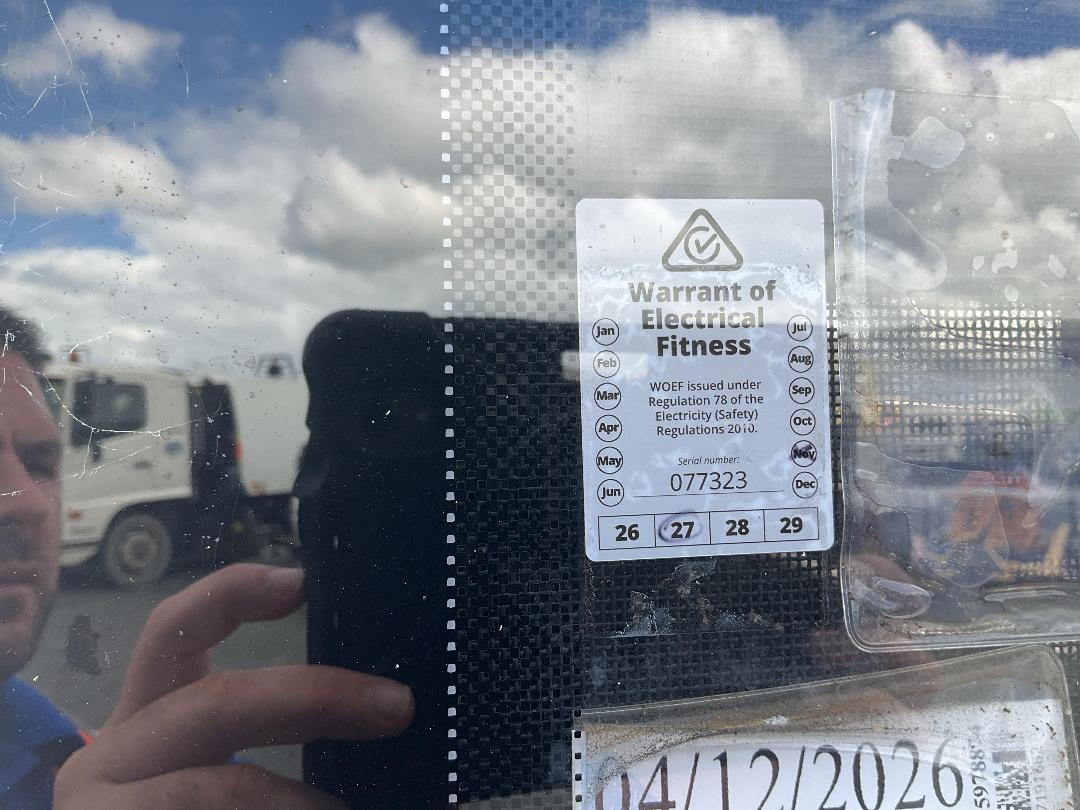 Warrant of
Electrical
Fitness
Jan
Feb
Mar
Apr
May
Jun
Jul
Aug
Sep
Oct
Nov
Dec
WOEF issued under
Regulation 78 of the
Electricity (Safety)
Regulations 2010.
Serial number:
077323
26 27 28 29
04/12/2026